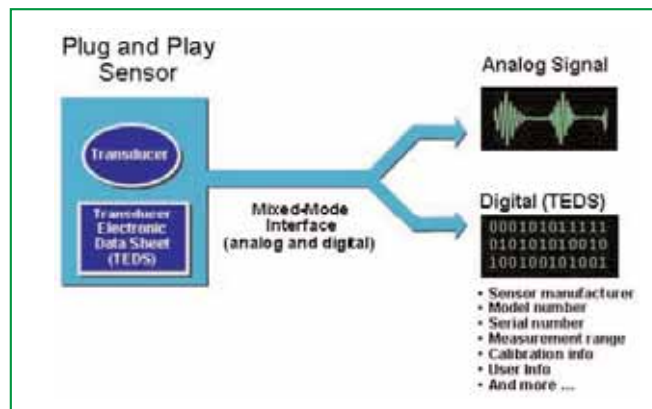 Plug and Play
Sensor
Transducer
Transducer
Electronic
Data Sheet
(TEDS)
Mixed-Mode
Interface
(analog and digital)
Analog Signal
Digital (TEDS)
000101011111
010101010010
100100101001
• Sensor manufacturer
• Model number
• Serial number
• Measurement range
• Calibration info
• User info
• And more ...